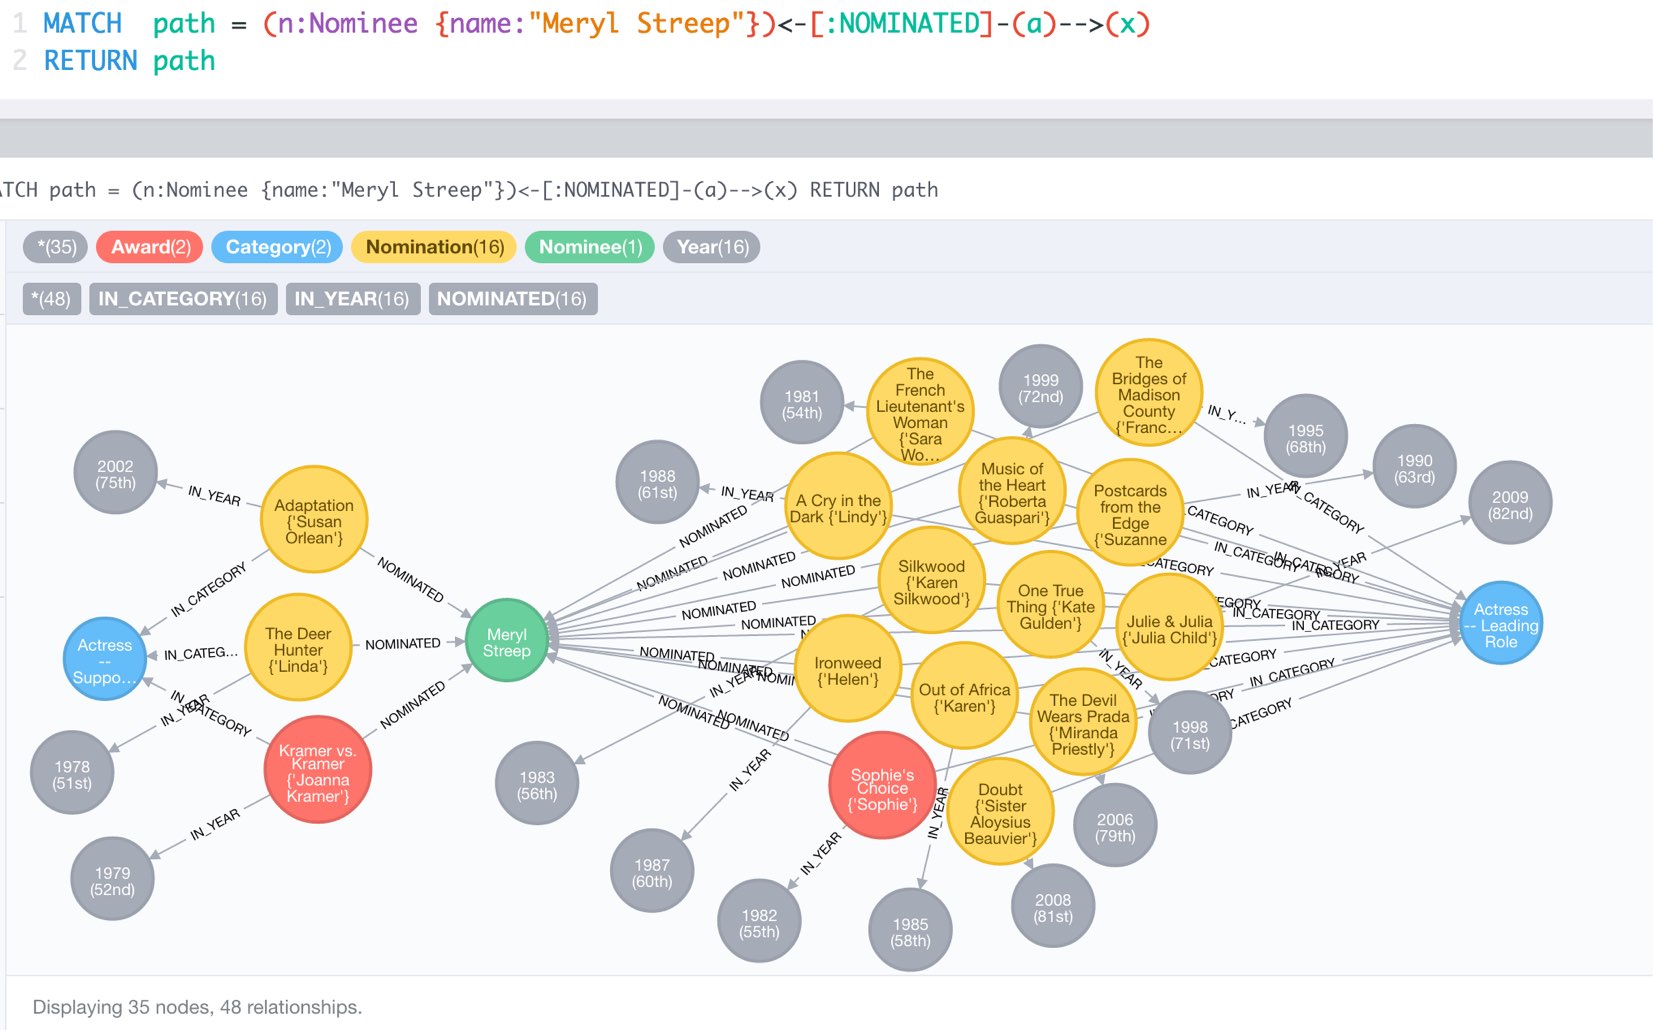 1 MATCH path = (n:Nominee {name:"Meryl Streep"})<-[:NOMINATED]-(a)-->(x)
2 RETURN path
ATCH path = (n:Nominee {name:"Meryl Streep"})<-[:NOMINATED]-(a)-->(x) RETURN path
*(35) Award(2) Category(2) Nomination(16) Nominee(1) Year(16)
*(48) IN_CATEGORY(16) IN_YEAR(16) NOMINATED(16)
2002
(75th)
IN_YEAR
Adaptation
{'Susan
Orlean'}
IN_CATEGORY
NOMINATED
Actress
--
Suppo...
IN_CATEG...
The Deer
Hunter
{'Linda'}
NOMINATED
Meryl
Streep
IN_YEAR
IN_CATEGORY
NOMINATED
1978
(51st)
Kramer vs.
Kramer
{'Joanna
Kramer'}
IN_YEAR
1979
(52nd)
1981
(54th)
The
French
Lieutenant's
Woman
{'Sara
Wo...
1999
(72nd)
The
Bridges of
Madison
County
{'Franc...
IN_Y...
1995
(68th)
1990
(63rd)
2009
(82nd)
1988
(61st)
IN_YEAR
A Cry in the
Dark {'Lindy'}
Music of
the Heart
{'Roberta
Guaspari'}
Postcards
from the
Edge
{'Suzanne
IN_YEAR
IN_CATEGORY
CATEGORY
IN_CATEGORY
IN_CATEGORY
YEAR
CATEGORY
NOMINATED
NOMINATED
NOMINATED
NOMINATED
NOMINATED
NOMINATED
Silkwood
{'Karen
Silkwood'}
One True
Thing {'Kate
Gulden'}
Julie & Julia
{'Julia Child'}
EGORY
IN_CATEGORY
IN_CATEGORY
Actress
-- Leading
Role
NOMINATED
NOMINATED
NOMI
IN_YEAR
Ironweed
{'Helen'}
Out of Africa
{'Karen'}
The Devil
Wears Prada
{'Miranda
Priestly'}
IN_YEAR
CATEGORY
IN_CATEGORY
ORY
CATEGORY
1998
(71st)
NOMINATED
NOMINATED
1983
(56th)
IN_YEAR
Sophie's
Choice
{'Sophie'}
IN_YEAR
Doubt
{'Sister
Aloysius
Beauvier'}
2006
(79th)
1987
(60th)
IN_YEAR
1982
(55th)
1985
(58th)
2008
(81st)
Displaying 35 nodes, 48 relationships.